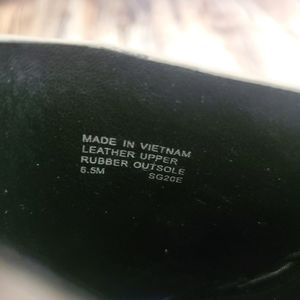 MADE IN VIETNAM
LEATHER UPPER
RUBBER OUTSOLE
6.5M SG20E